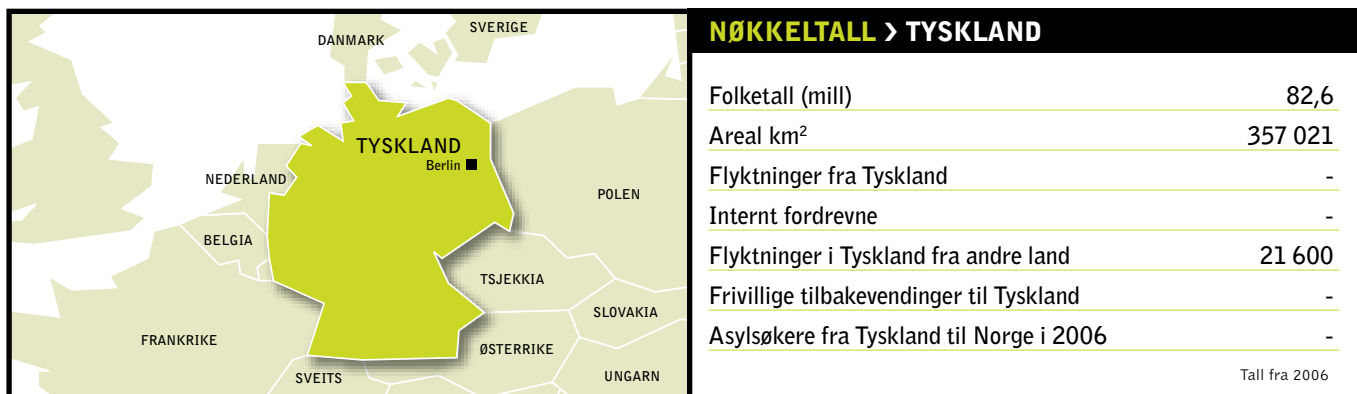 SVERIGE
DANMARK
TYSKLAND
Berlin
NEDERLAND
POLEN
BELGIA
TSJEKKIA
SLOVAKIA
FRANKRIKE
ØSTERRIKE
SVEITS
UNGARN
NØKKELTALL > TYSKLAND
Folketall (mill) 82,6
Areal km² 357 021
Flyktninger fra Tyskland -
Internt fordrevne -
Flyktninger i Tyskland fra andre land 21 600
Frivillige tilbakevendinger til Tyskland -
Asylsøkere fra Tyskland til Norge i 2006 -
Tall fra 2006